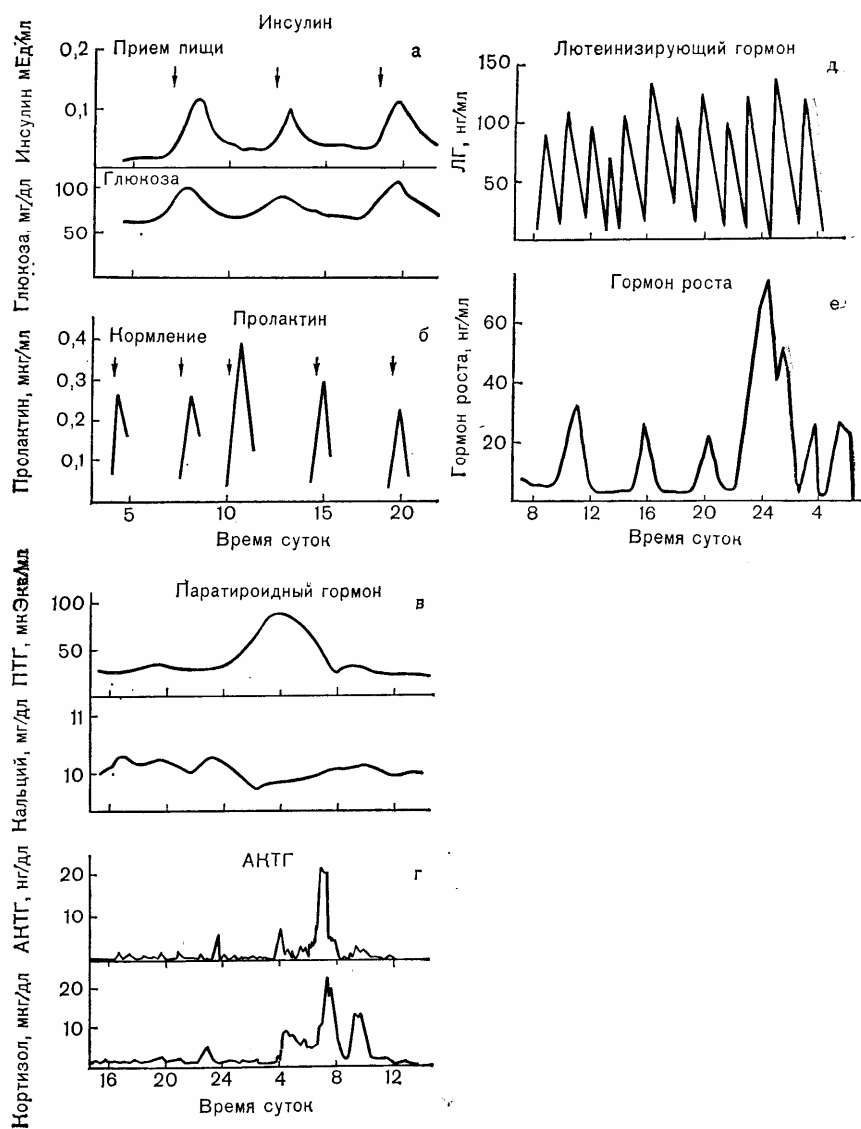 Инсулин
Прием пищи
а
Инсулин мЕд/мл
0,2
0,1
Глюкоза
Глюкоза, мг/дл
100
50
Пролактин
Кормление
б
Пролактин, мкг/мл
0,4
0,3
0,2
0,1
5 10 15 20
Время суток
Паратироидный гормон
в
ПТГ, мкЭкв/мл
100
50
Кальций, мг/дл
11
10
АКТГ
г
АКТГ, нг/дл
20
10
Кортизол, мкг/дл
20
10
16 20 24 4 8 12
Время суток
Лютеинизирующий гормон
д
ЛГ, нг/мл
150
100
50
Гормон роста
е
Гормон роста, нг/мл
60
40
20
8 12 16 20 24 4
Время суток